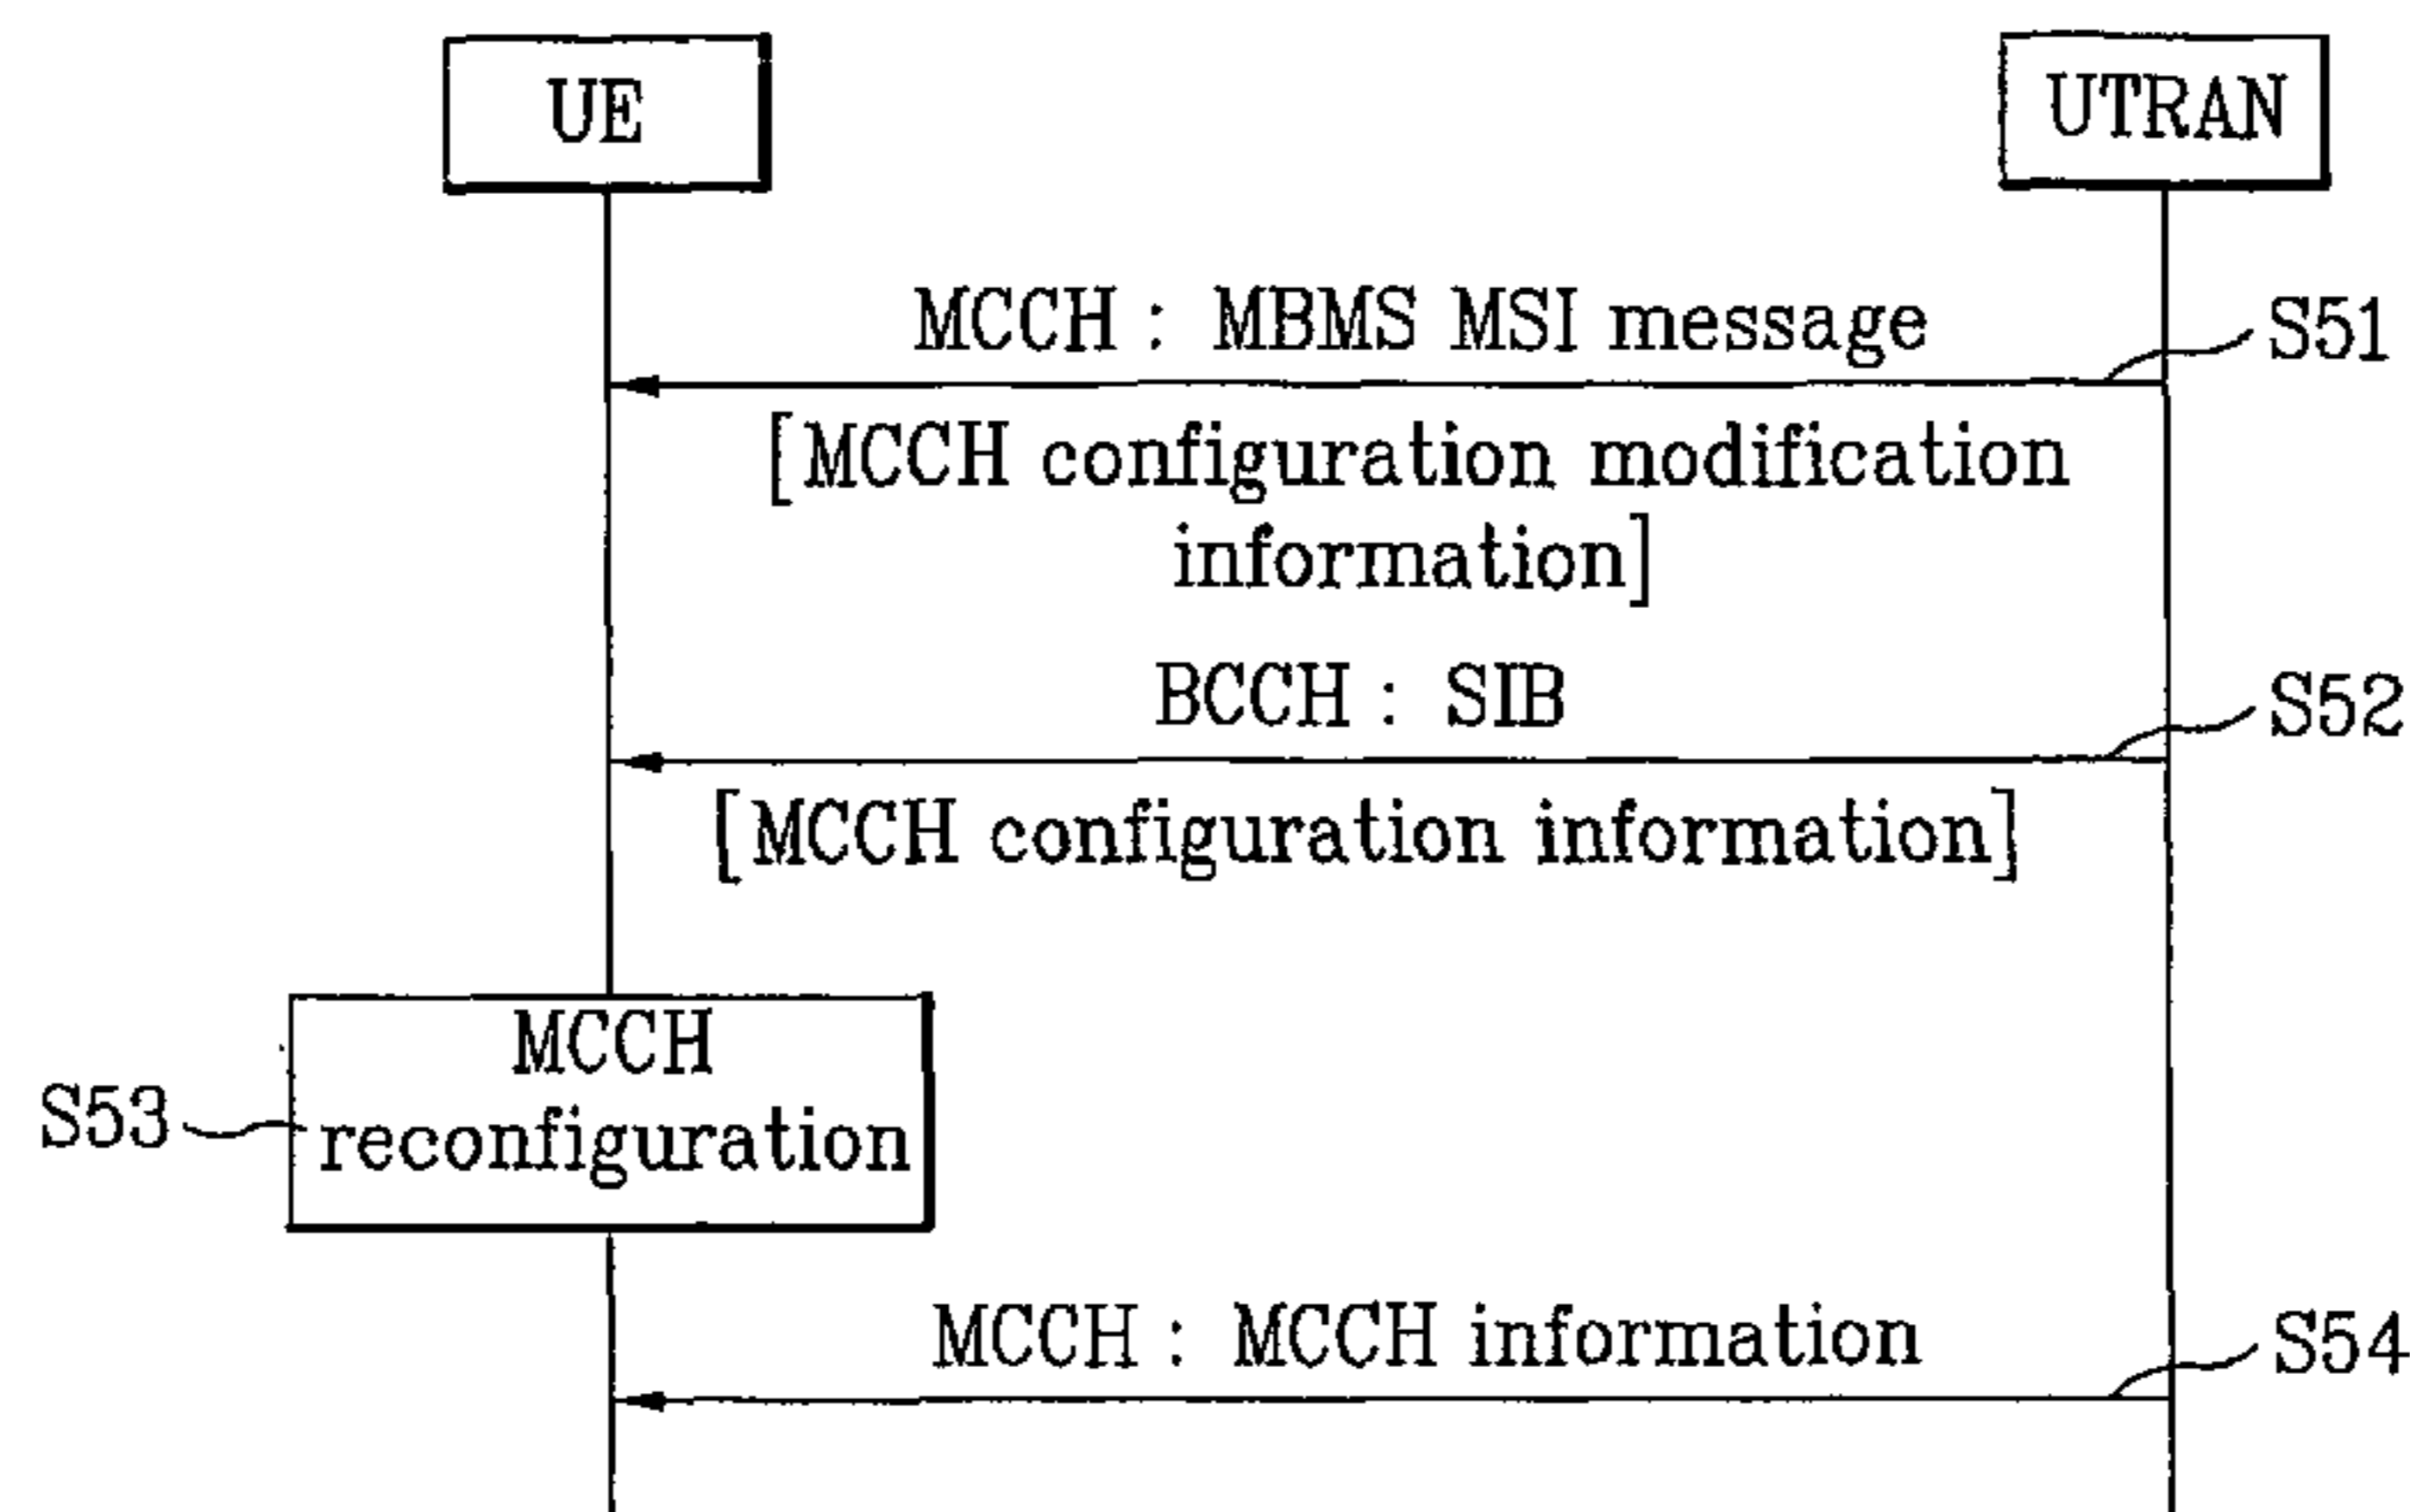 UE
UTRAN
MCCH : MBMS MSI message
S51
[MCCH configuration modification
information]
BCCH : SIB
S52
[MCCH configuration information]
MCCH
S53
reconfiguration
MCCH : MCCH information
S54